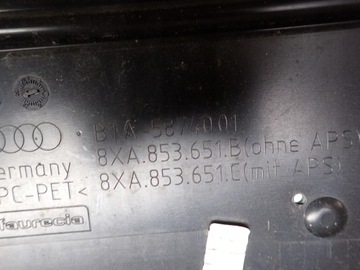 8XA.853.651.B(ohne APS)
ermany 8XA.853.651.E(mit APS)
PC-PET<
faurecia